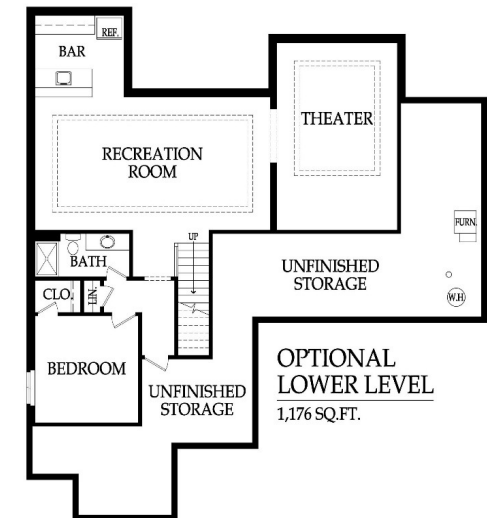 REF.
BAR
THEATER
RECREATION
ROOM
FURN.
UP
BATH
UNFINISHED
STORAGE
W.H
CLO.
LIN.
BEDROOM
UNFINISHED
STORAGE
OPTIONAL
LOWER LEVEL
1,176 SQ.FT.